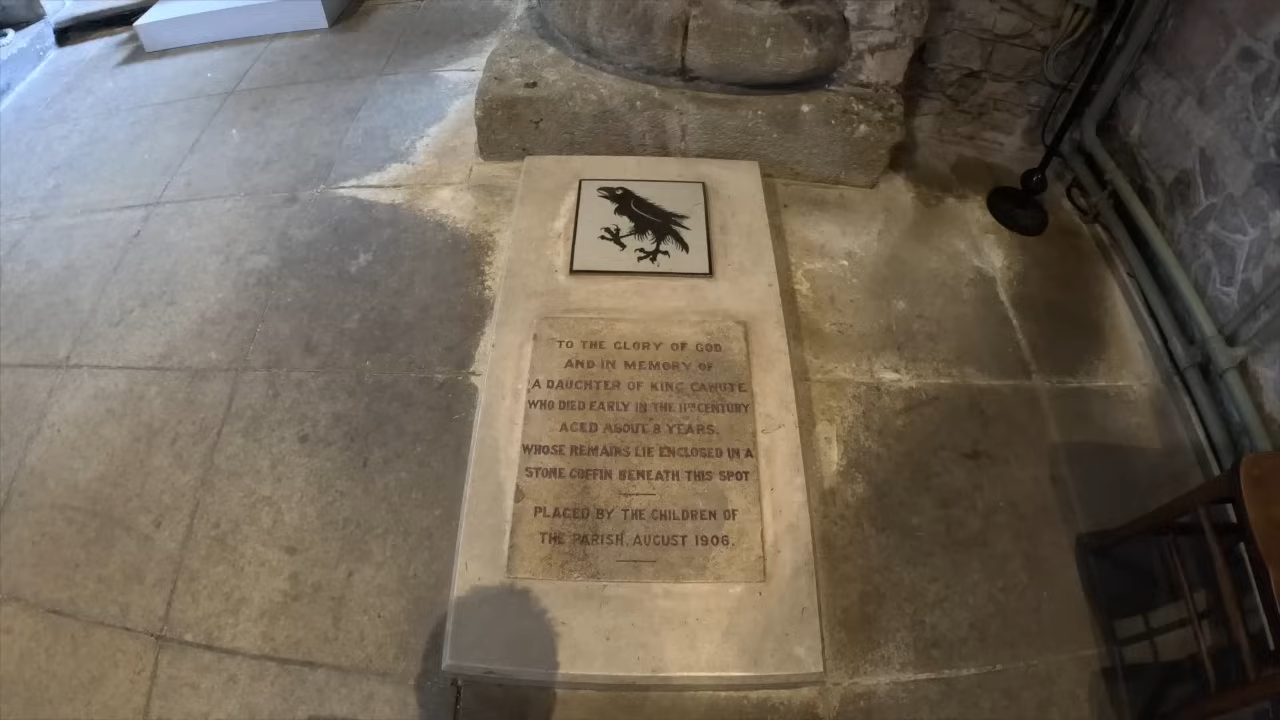 TO THE GLORY OF GOD
AND IN MEMORY OF
A DAUGHTER OF KING CANUTE
WHO DIED EARLY IN THE 11TH CENTURY
AGED ABOUT 8 YEARS.
WHOSE REMAINS LIE ENCLOSED IN A
STONE COFFIN BENEATH THIS SPOT
PLACED BY THE CHILDREN OF
THE PARISH, AUGUST 1906.